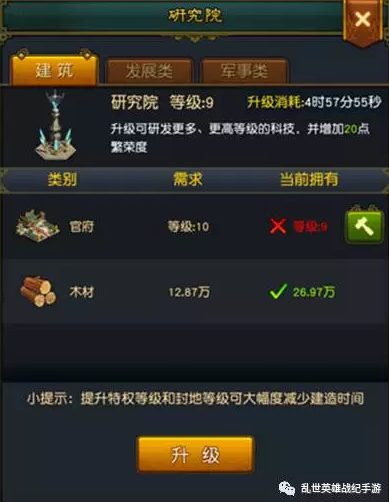 研究院
建筑 发展类 军事类
研究院 等级:9 升级消耗:4时57分55秒
升级可研发更多、更高等级的科技，并增加20点
繁荣度
类别 需求 当前拥有
官府 等级:10 等级:9
木材 12.87万 26.97万
小提示：提升特权等级和封地等级可大幅度减少建造时间
升级
乱世英雄战纪手游